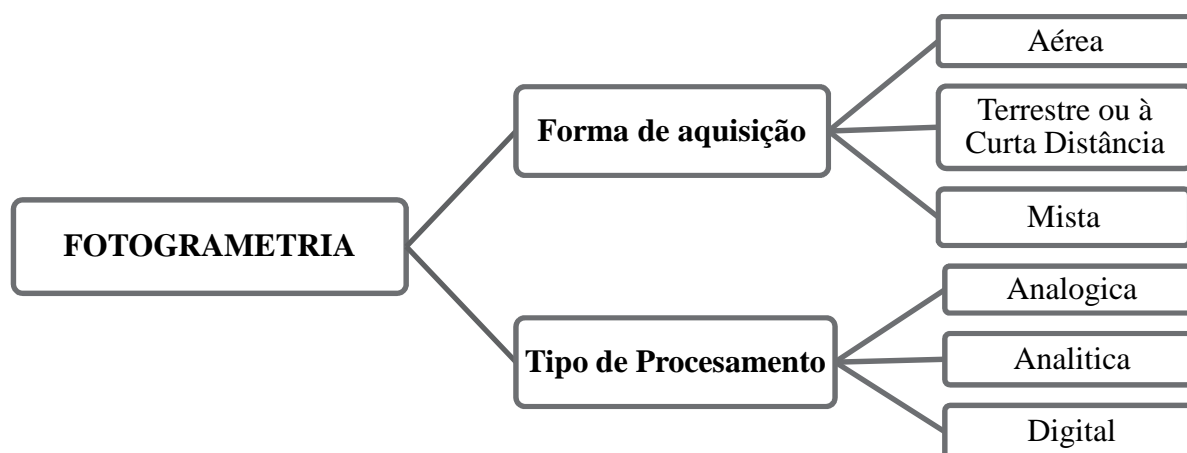 FOTOGRAMETRIA
Forma de aquisição
Aérea
Terrestre ou à
Curta Distância
Mista
Tipo de Procesamento
Analogica
Analitica
Digital